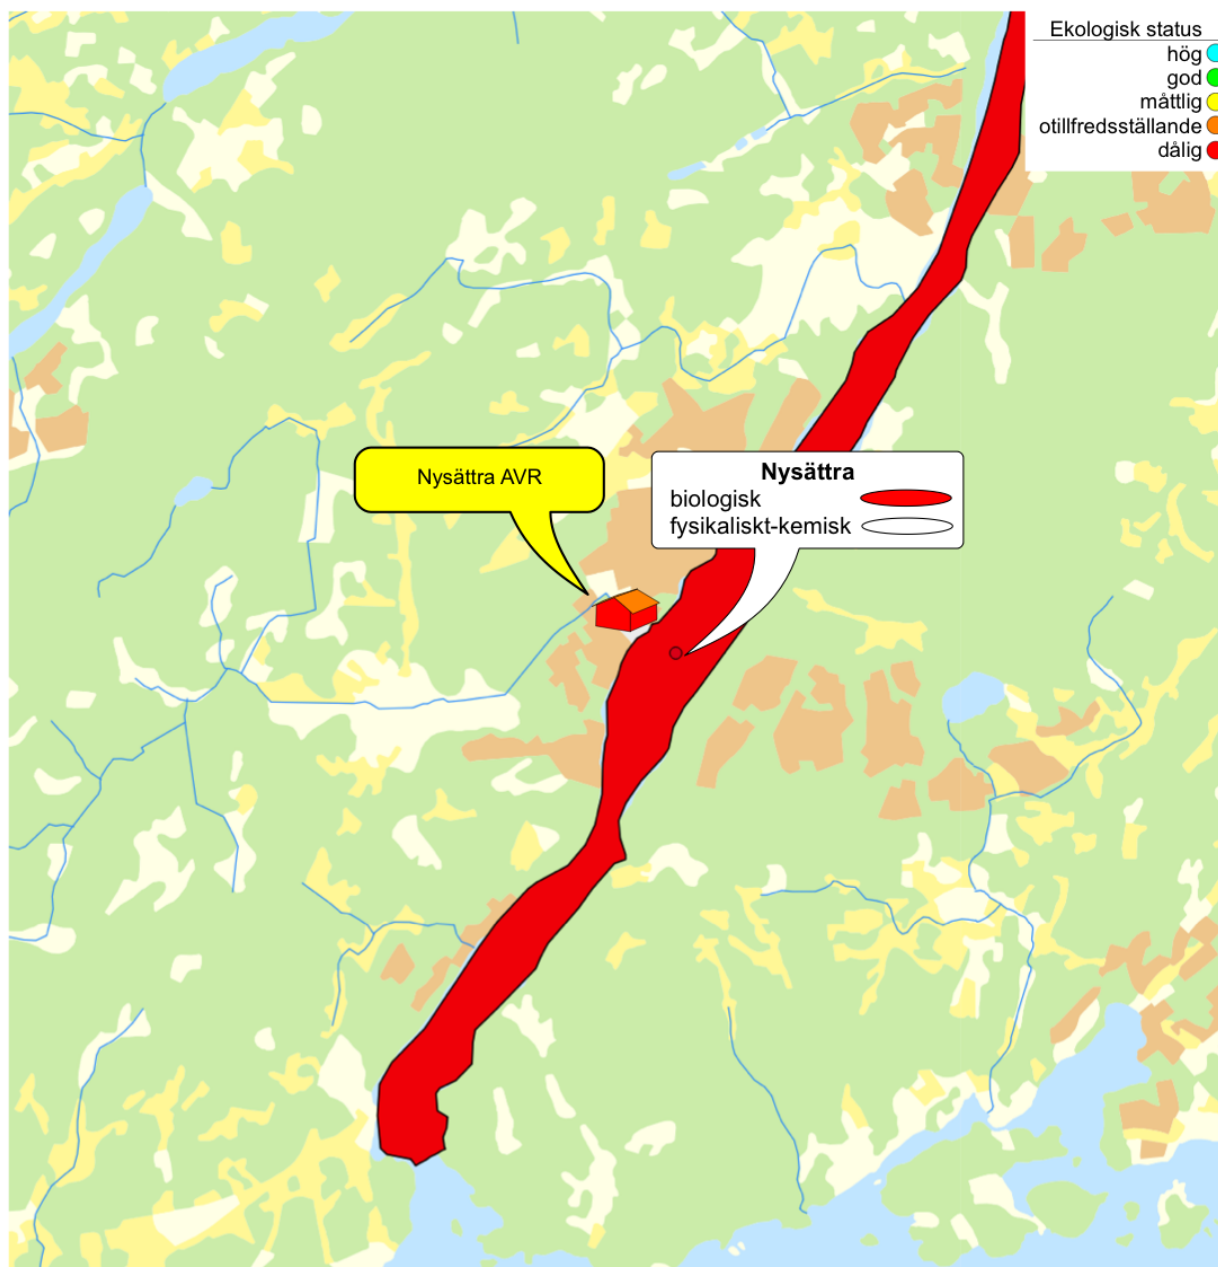 Ekologisk status
hög
god
måttlig
otillfredsställande
dålig
Nysättra AVR
Nysättra
biologisk
fysikaliskt-kemisk